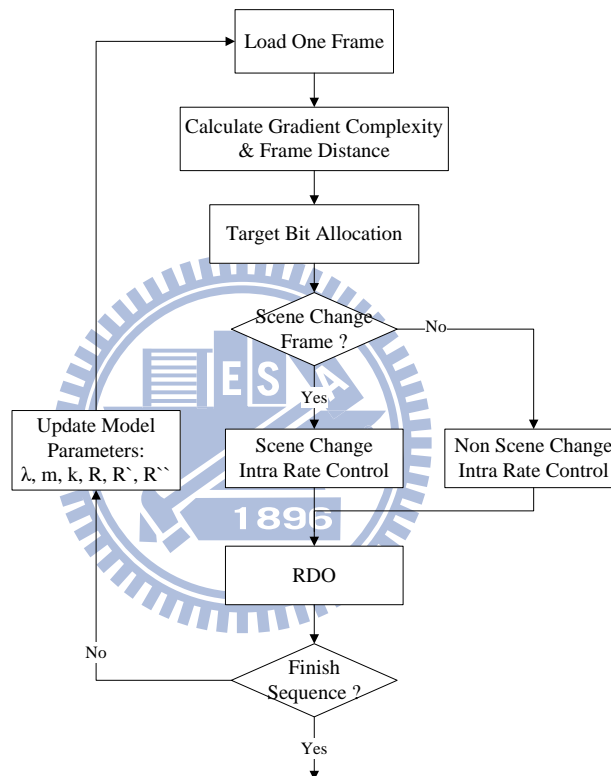 Load One Frame
Calculate Gradient Complexity
& Frame Distance
Target Bit Allocation
Scene Change
Frame ?
No
Yes
E S A
Update Model
Parameters:
λ, m, k, R, R`, R``
Scene Change
Intra Rate Control
Non Scene Change
Intra Rate Control
1896
RDO
No
Finish
Sequence ?
Yes